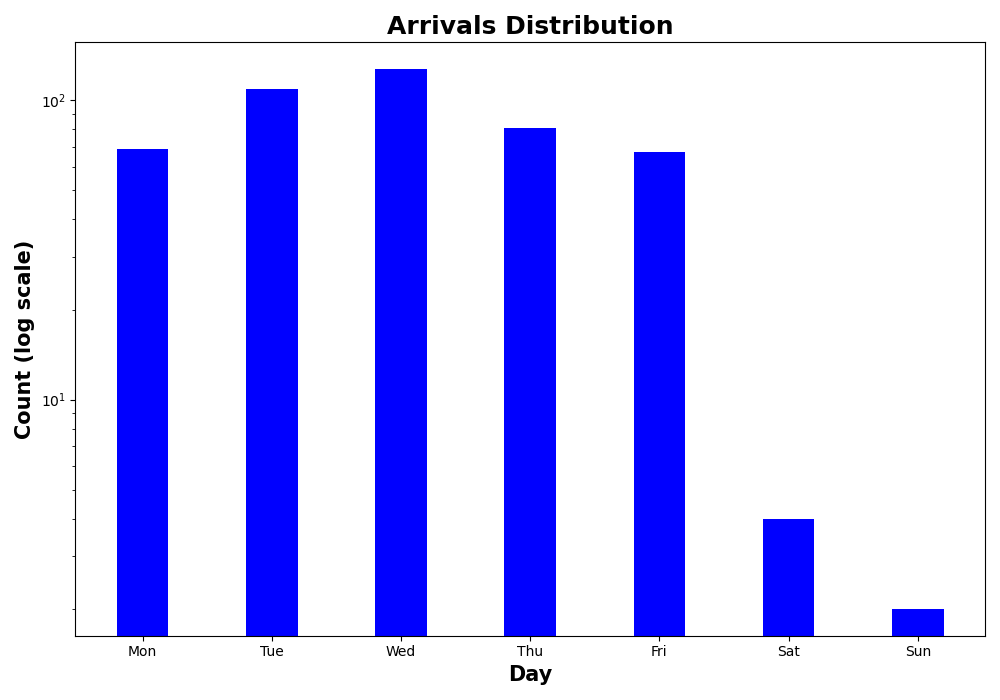 Arrivals Distribution
Count (log scale)
10²
10¹
Mon Tue Wed Thu Fri Sat Sun
Day